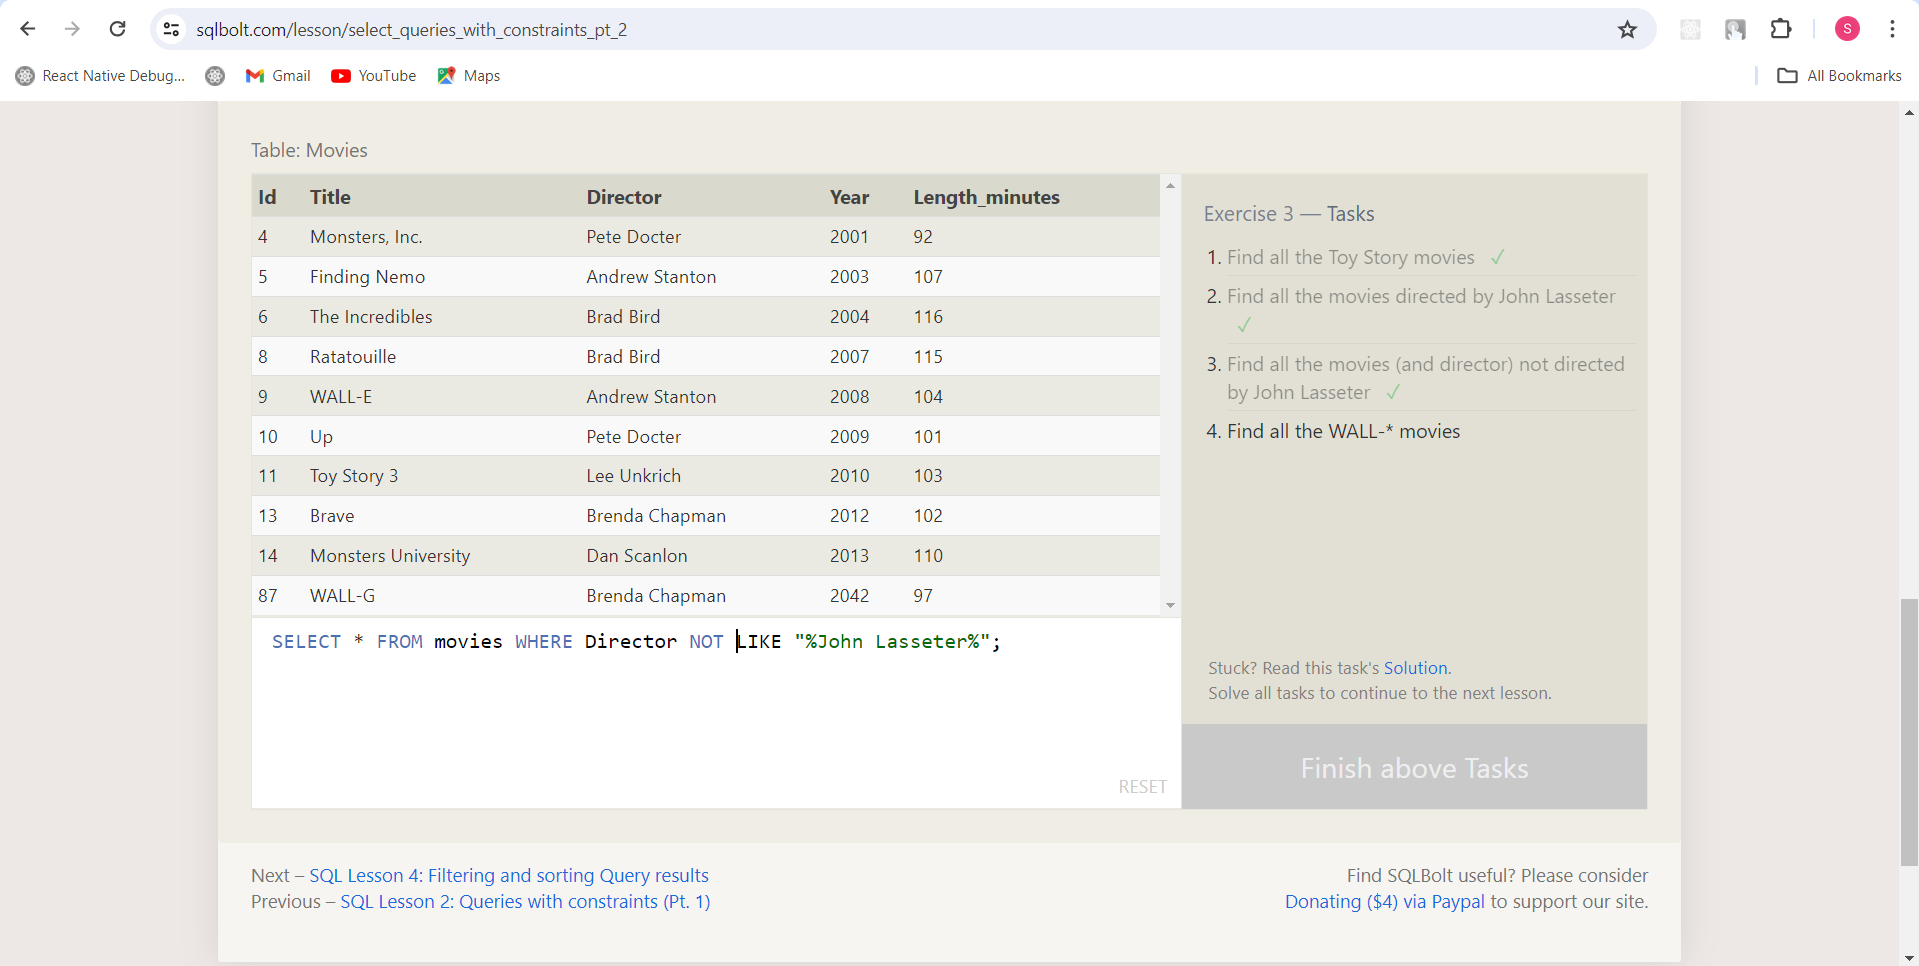 sqlbolt.com/lesson/select_queries_with_constraints_pt_2
S
React Native Debug...
Gmail
YouTube
Maps
All Bookmarks
Table: Movies
Id Title Director Year Length_minutes
4 Monsters, Inc. Pete Docter 2001 92
5 Finding Nemo Andrew Stanton 2003 107
6 The Incredibles Brad Bird 2004 116
8 Ratatouille Brad Bird 2007 115
9 WALL-E Andrew Stanton 2008 104
10 Up Pete Docter 2009 101
11 Toy Story 3 Lee Unkrich 2010 103
13 Brave Brenda Chapman 2012 102
14 Monsters University Dan Scanlon 2013 110
87 WALL-G Brenda Chapman 2042 97
SELECT * FROM movies WHERE Director NOT LIKE "%John Lasseter%";
RESET
Exercise 3 — Tasks
1. Find all the Toy Story movies ✓
2. Find all the movies directed by John Lasseter
✓
3. Find all the movies (and director) not directed
by John Lasseter ✓
4. Find all the WALL-* movies
Stuck? Read this task's Solution.
Solve all tasks to continue to the next lesson.
Finish above Tasks
Next – SQL Lesson 4: Filtering and sorting Query results
Previous – SQL Lesson 2: Queries with constraints (Pt. 1)
Find SQLBolt useful? Please consider
Donating ($4) via Paypal to support our site.